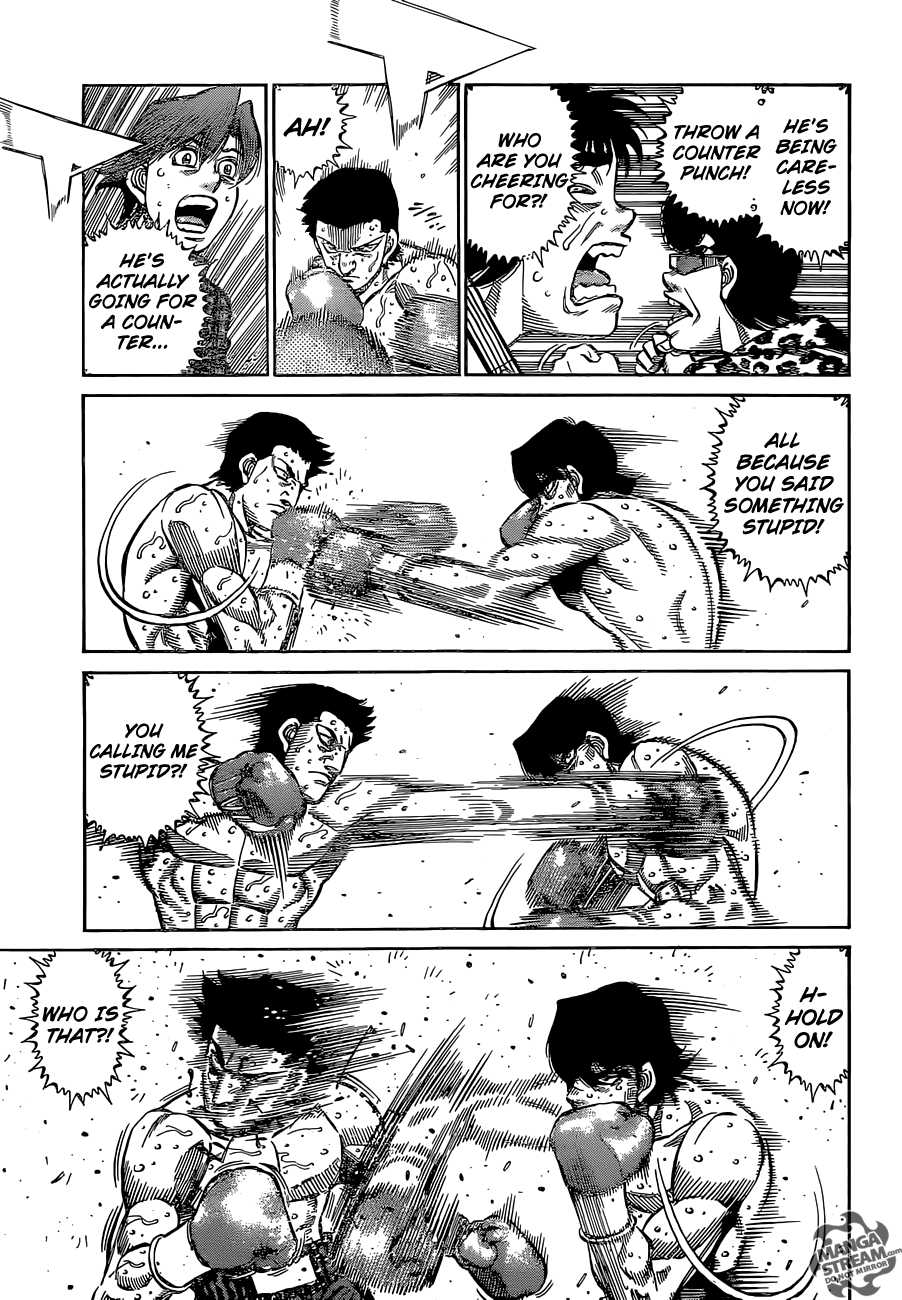 HE'S
BEING
CARE-
LESS
NOW!
THROW A
COUNTER
PUNCH!
WHO
ARE YOU
CHEERING
FOR?!
AH!
HE'S
ACTUALLY
GOING FOR
A COUN-
TER...
ALL
BECAUSE
YOU SAID
SOMETHING
STUPID!
YOU
CALLING ME
STUPID?!
H-
HOLD
ON!
WHO IS
THAT?!
MANGA
STREAM.com
DO NOT MIRROR